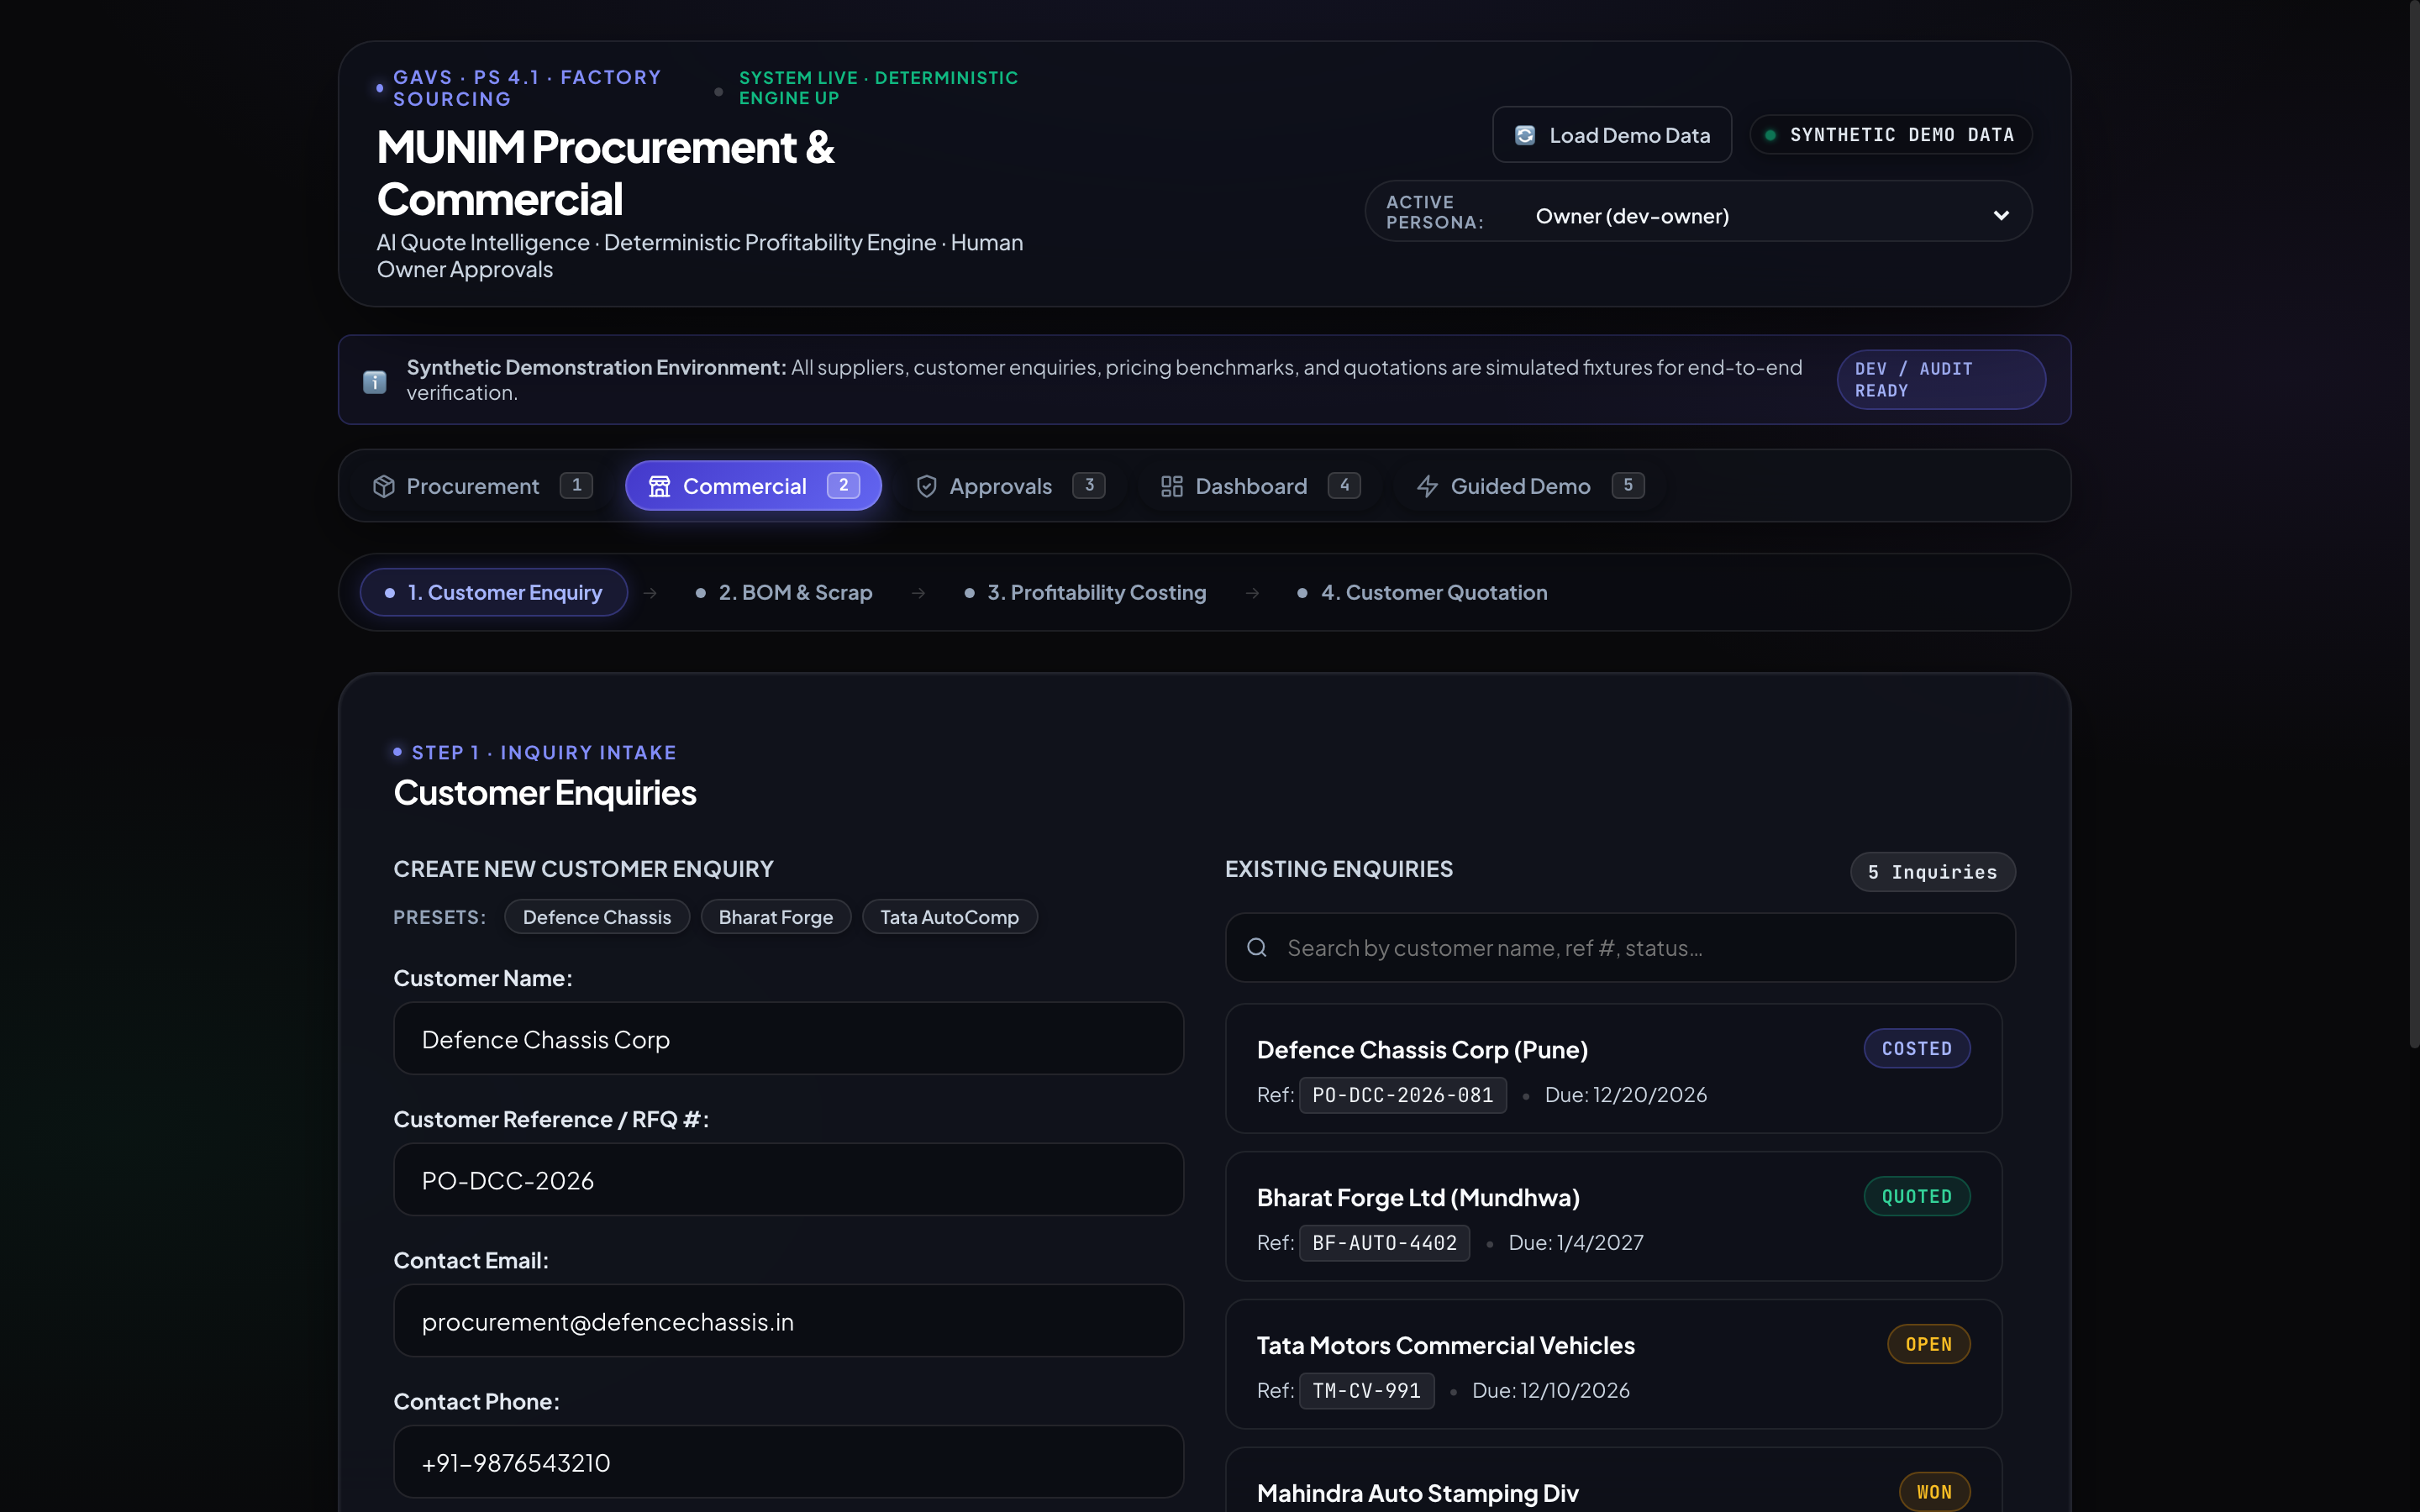 GAVS · PS 4.1 · FACTORY
SOURCING
SYSTEM LIVE · DETERMINISTIC
ENGINE UP
MUNIM Procurement &
Commercial
AI Quote Intelligence · Deterministic Profitability Engine · Human
Owner Approvals
Load Demo Data
SYNTHETIC DEMO DATA
ACTIVE
PERSONA:
Owner (dev-owner)
Synthetic Demonstration Environment: All suppliers, customer enquiries, pricing benchmarks, and quotations are simulated fixtures for end-to-end
verification.
DEV / AUDIT
READY
Procurement 1
Commercial 2
Approvals 3
Dashboard 4
Guided Demo 5
1. Customer Enquiry → 2. BOM & Scrap → 3. Profitability Costing → 4. Customer Quotation
STEP 1 · INQUIRY INTAKE
Customer Enquiries
CREATE NEW CUSTOMER ENQUIRY
PRESETS: Defence Chassis Bharat Forge Tata AutoComp
Customer Name:
Defence Chassis Corp
Customer Reference / RFQ #:
PO-DCC-2026
Contact Email:
procurement@defencechassis.in
Contact Phone:
+91-9876543210
EXISTING ENQUIRIES
5 Inquiries
Search by customer name, ref #, status...
Defence Chassis Corp (Pune)
COSTED
Ref: PO-DCC-2026-081 • Due: 12/20/2026
Bharat Forge Ltd (Mundhwa)
QUOTED
Ref: BF-AUTO-4402 • Due: 1/4/2027
Tata Motors Commercial Vehicles
OPEN
Ref: TM-CV-991 • Due: 12/10/2026
Mahindra Auto Stamping Div
WON